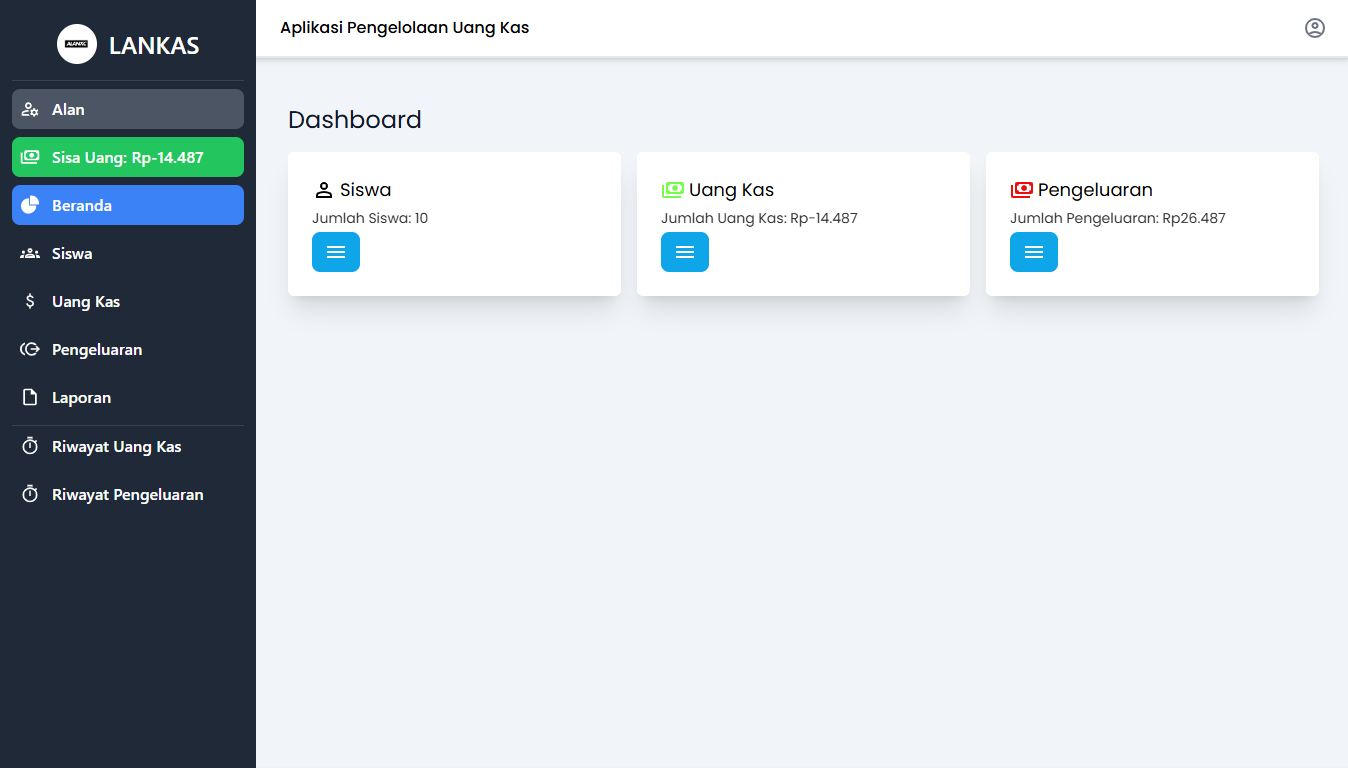 LANKAS
Aplikasi Pengelolaan Uang Kas
Alan
Sisa Uang: Rp-14.487
Beranda
Siswa
Uang Kas
Pengeluaran
Laporan
Riwayat Uang Kas
Riwayat Pengeluaran
Dashboard
Siswa
Jumlah Siswa: 10
Uang Kas
Jumlah Uang Kas: Rp-14.487
Pengeluaran
Jumlah Pengeluaran: Rp26.487